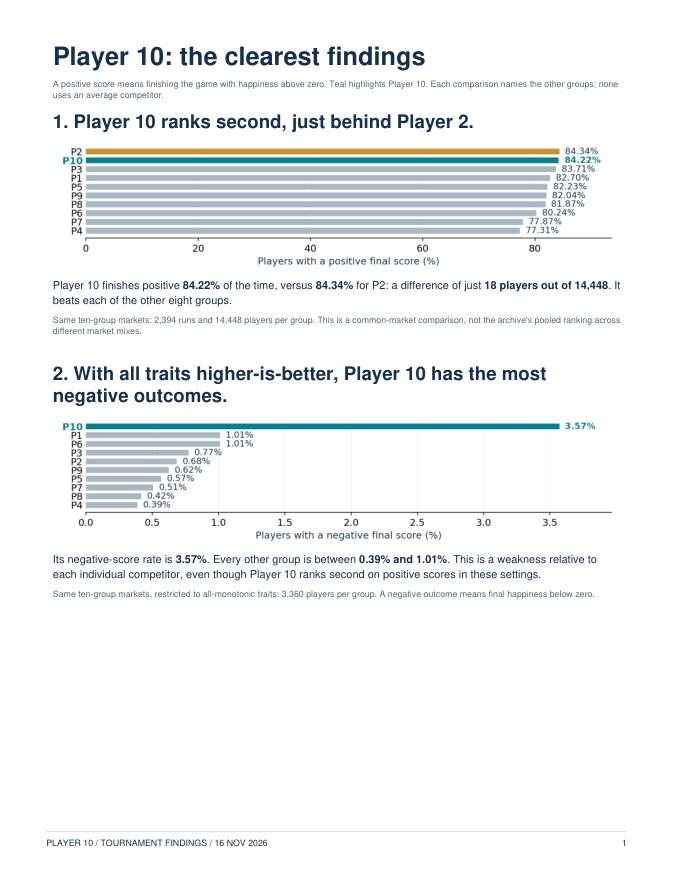 Player 10: the clearest findings
A positive score means finishing the game with happiness above zero. Teal highlights Player 10. Each comparison names the other groups; none
uses an average competitor.
1. Player 10 ranks second, just behind Player 2.
P2 84.34%
P10 84.22%
P3 83.71%
P1 82.70%
P5 82.23%
P9 82.04%
P8 81.87%
P6 80.24%
P7 77.87%
P4 77.31%
0 20 40 60 80
Players with a positive final score (%)
Player 10 finishes positive 84.22% of the time, versus 84.34% for P2: a difference of just 18 players out of 14,448. It
beats each of the other eight groups.
Same ten-group markets: 2,394 runs and 14,448 players per group. This is a common-market comparison, not the archive's pooled ranking across
different market mixes.
2. With all traits higher-is-better, Player 10 has the most
negative outcomes.
P10 3.57%
P1 1.01%
P6 1.01%
P3 0.77%
P2 0.68%
P9 0.62%
P5 0.57%
P7 0.51%
P8 0.42%
P4 0.39%
0.0 0.5 1.0 1.5 2.0 2.5 3.0 3.5
Players with a negative final score (%)
Its negative-score rate is 3.57%. Every other group is between 0.39% and 1.01%. This is a weakness relative to
each individual competitor, even though Player 10 ranks second on positive scores in these settings.
Same ten-group markets, restricted to all-monotonic traits: 3,360 players per group. A negative outcome means final happiness below zero.
PLAYER 10 / TOURNAMENT FINDINGS / 16 NOV 2026 1